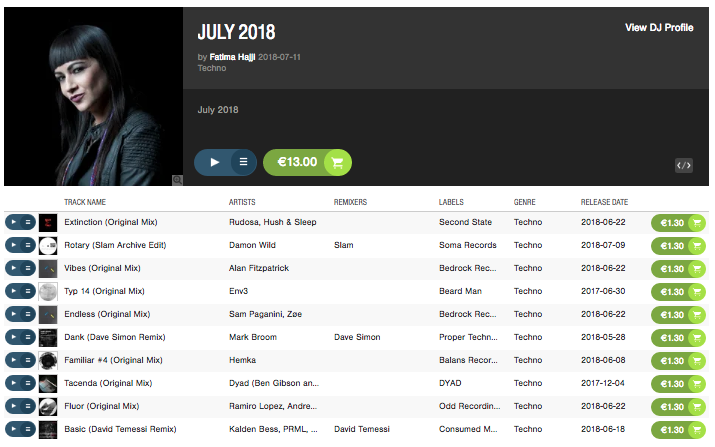 JULY 2018
View DJ Profile
by Fatima Hajji 2018-07-11
Techno
July 2018
€13.00
TRACK NAME ARTISTS REMIXERS LABELS GENRE RELEASE DATE
Extinction (Original Mix) Rudosa, Hush & Sleep Second State Techno 2018-06-22 €1.30
Rotary (Slam Archive Edit) Damon Wild Slam Soma Records Techno 2018-07-09 €1.30
Vibes (Original Mix) Alan Fitzpatrick Bedrock Rec... Techno 2018-06-22 €1.30
Typ 14 (Original Mix) Env3 Beard Man Techno 2017-06-30 €1.30
Endless (Original Mix) Sam Paganini, Zøe Bedrock Rec... Techno 2018-06-22 €1.30
Dank (Dave Simon Remix) Mark Broom Dave Simon Proper Techn... Techno 2018-05-28 €1.30
Familiar #4 (Original Mix) Hemka Balans Recor... Techno 2018-06-08 €1.30
Tacenda (Original Mix) Dyad (Ben Gibson an... DYAD Techno 2017-12-04 €1.30
Fluor (Original Mix) Ramiro Lopez, Andre... Odd Recordin... Techno 2018-06-22 €1.30
Basic (David Temessi Remix) Kalden Bess, PRML, ... David Temessi Consumed M... Techno 2018-06-18 €1.30